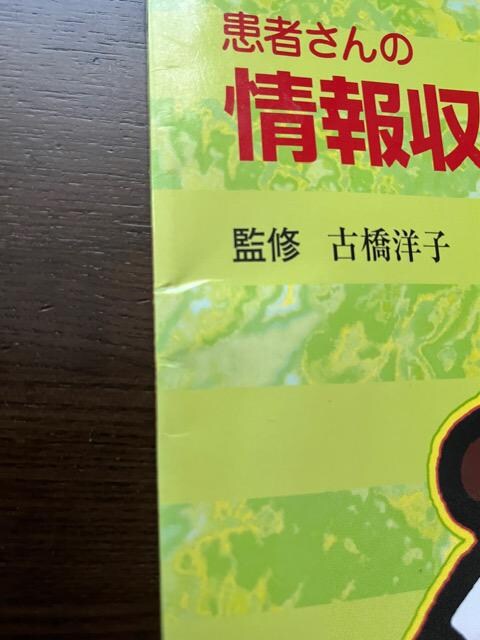 患者さんの
情報収
監修 古橋洋子